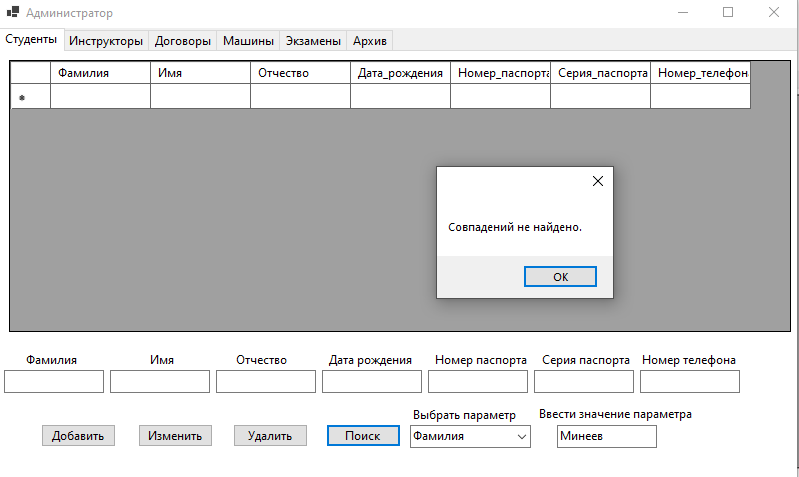 Администратор
Студенты Инструкторы Договоры Машины Экзамены Архив
Фамилия Имя Отчество Дата_рождения Номер_паспорта Серия_паспорта Номер_телефона
*
Совпадений не найдено.
OK
Фамилия Имя Отчество Дата рождения Номер паспорта Серия паспорта Номер телефона
Выбрать параметр Ввести значение параметра
Добавить Изменить Удалить Поиск Фамилия Минеев